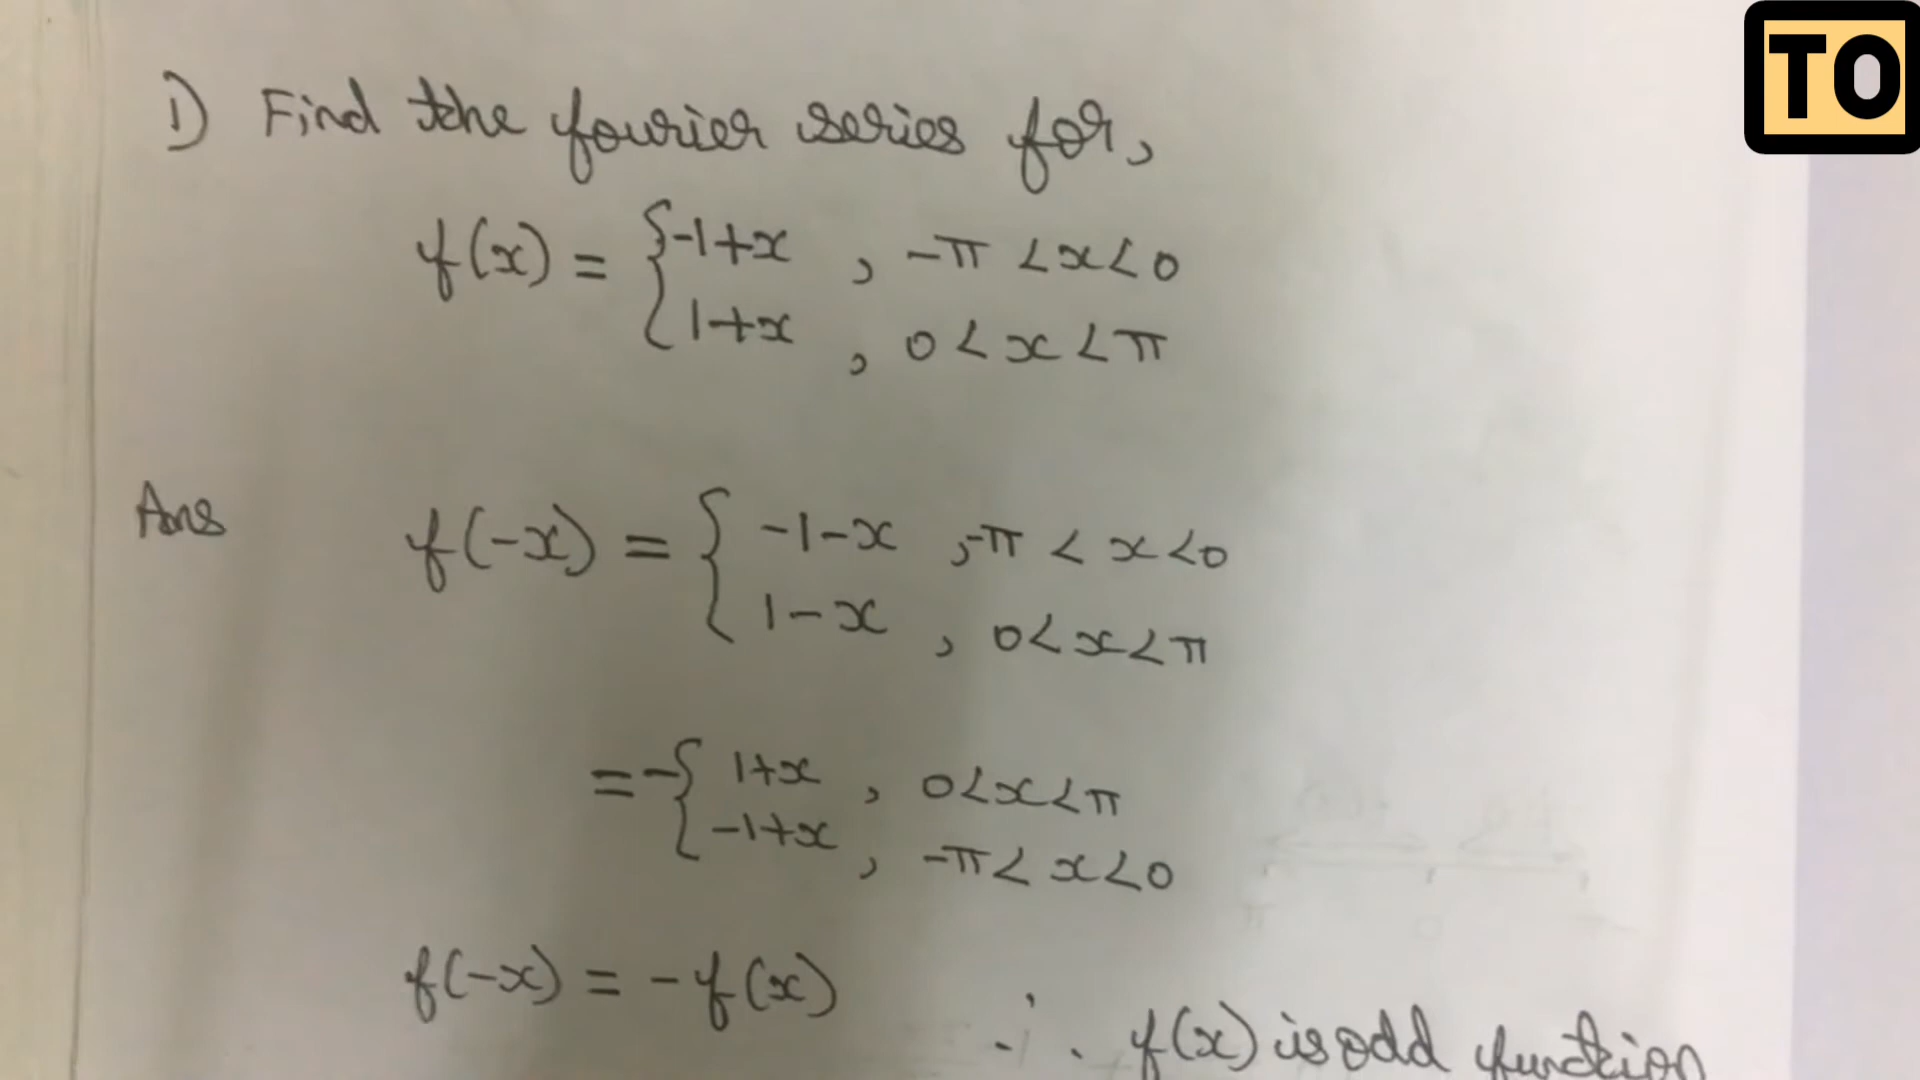 TO
1) Find the fourier series for,
f(x) = { -1+x , -π < x < 0
1+x , 0 < x < π
Ans f(-x) = { -1-x , -π < x < 0
1-x , 0 < x < π
= - { 1+x , 0 < x < π
-1+x , -π < x < 0
f(-x) = - f(x) ∴ f(x) is odd function